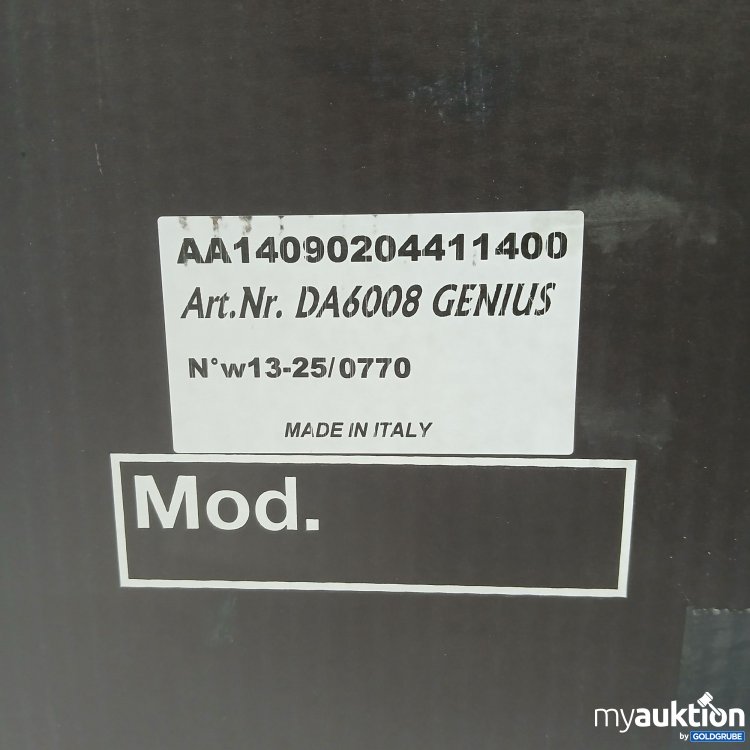 AA14090204411400
Art.Nr. DA6008 GENIUS
N°w13-25/0770
MADE IN ITALY
Mod.
myauktion
by GOLDGRUBE